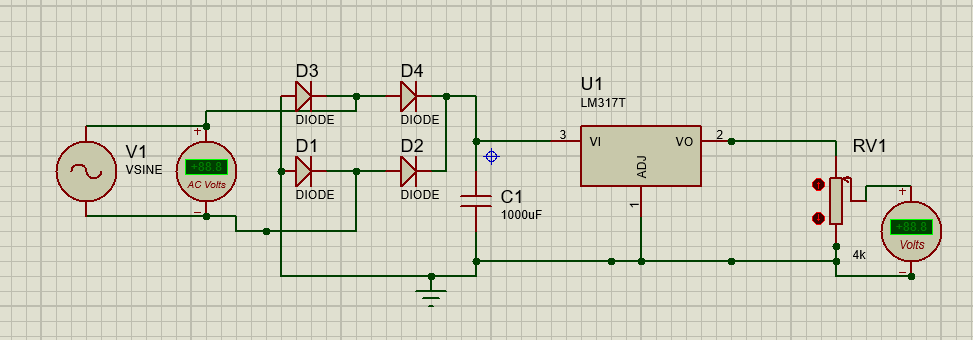 D3
DIODE
D4
DIODE
U1
LM317T
3
VI
VO
2
ADJ
1
RV1
4k
V1
VSINE
+
+88.8
AC Volts
−
D1
DIODE
D2
DIODE
C1
1000uF
+
+88.8
Volts
−